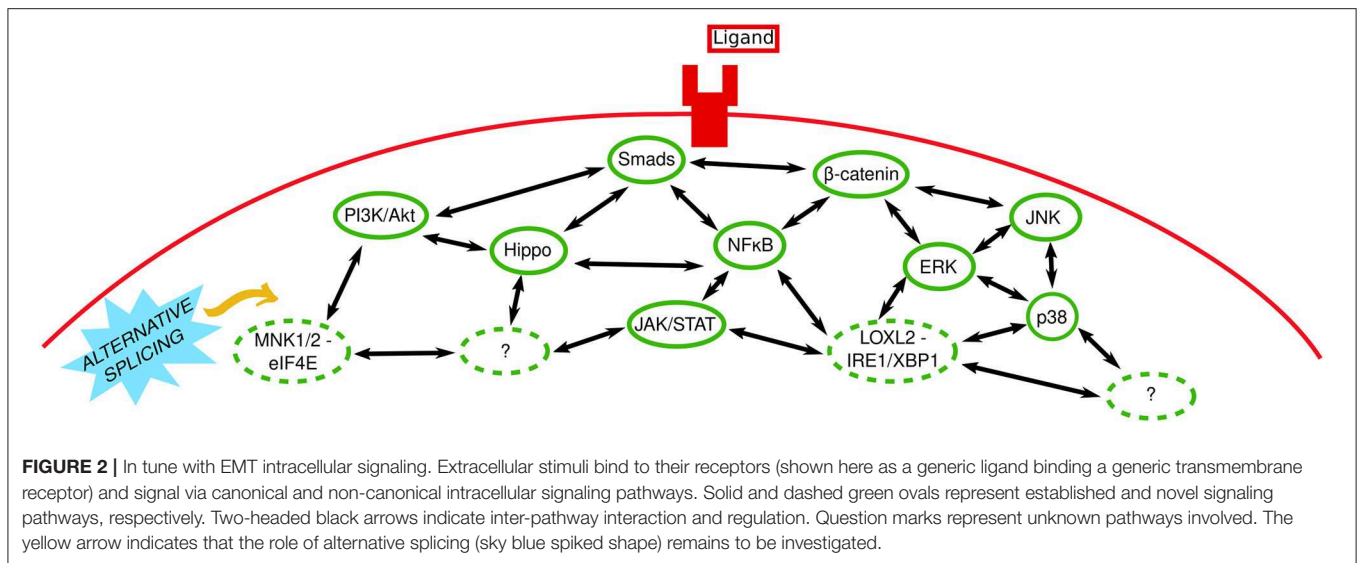 Ligand
Smads
β-catenin
PI3K/Akt
JNK
Hippo
NFκB
ERK
ALTERNATIVE
SPLICING
MNK1/2 -
eIF4E
?
JAK/STAT
LOXL2 -
IRE1/XBP1
p38
?
FIGURE 2 | In tune with EMT intracellular signaling. Extracellular stimuli bind to their receptors (shown here as a generic ligand binding a generic transmembrane
receptor) and signal via canonical and non-canonical intracellular signaling pathways. Solid and dashed green ovals represent established and novel signaling
pathways, respectively. Two-headed black arrows indicate inter-pathway interaction and regulation. Question marks represent unknown pathways involved. The
yellow arrow indicates that the role of alternative splicing (sky blue spiked shape) remains to be investigated.